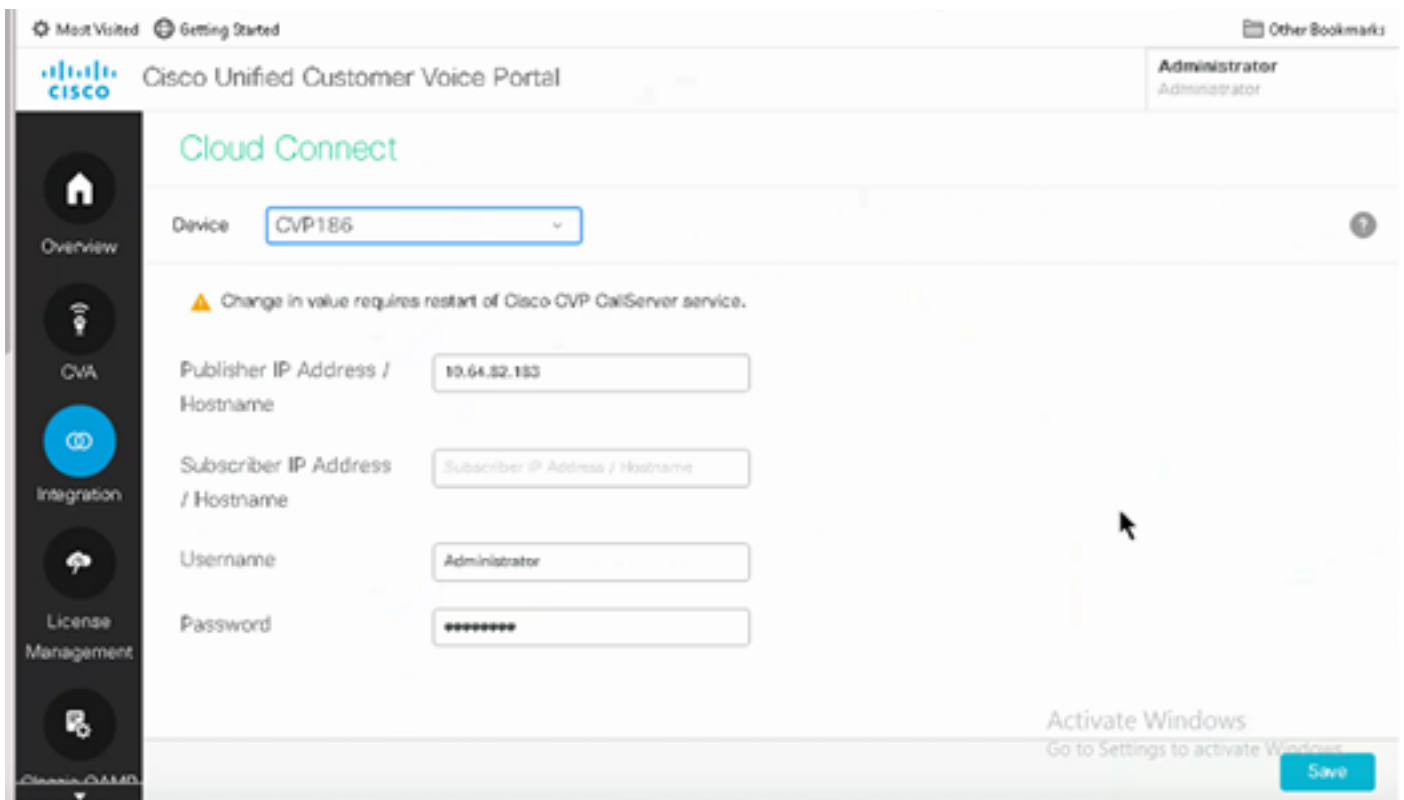 Most Visited Getting Started Other Bookmarks
CISCO Cisco Unified Customer Voice Portal Administrator
Administrator
Cloud Connect
Device CVP186 ?
Overview
Change in value requires restart of Cisco CVP CallServer service.
CVA
Publisher IP Address / 10.64.82.183
Hostname
Integration
Subscriber IP Address Subscriber IP Address / Hostname
/ Hostname
Username Administrator
License
Management
Password ********
Activate Windows
Go to Settings to activate Windows.
Classic OAMP
Save